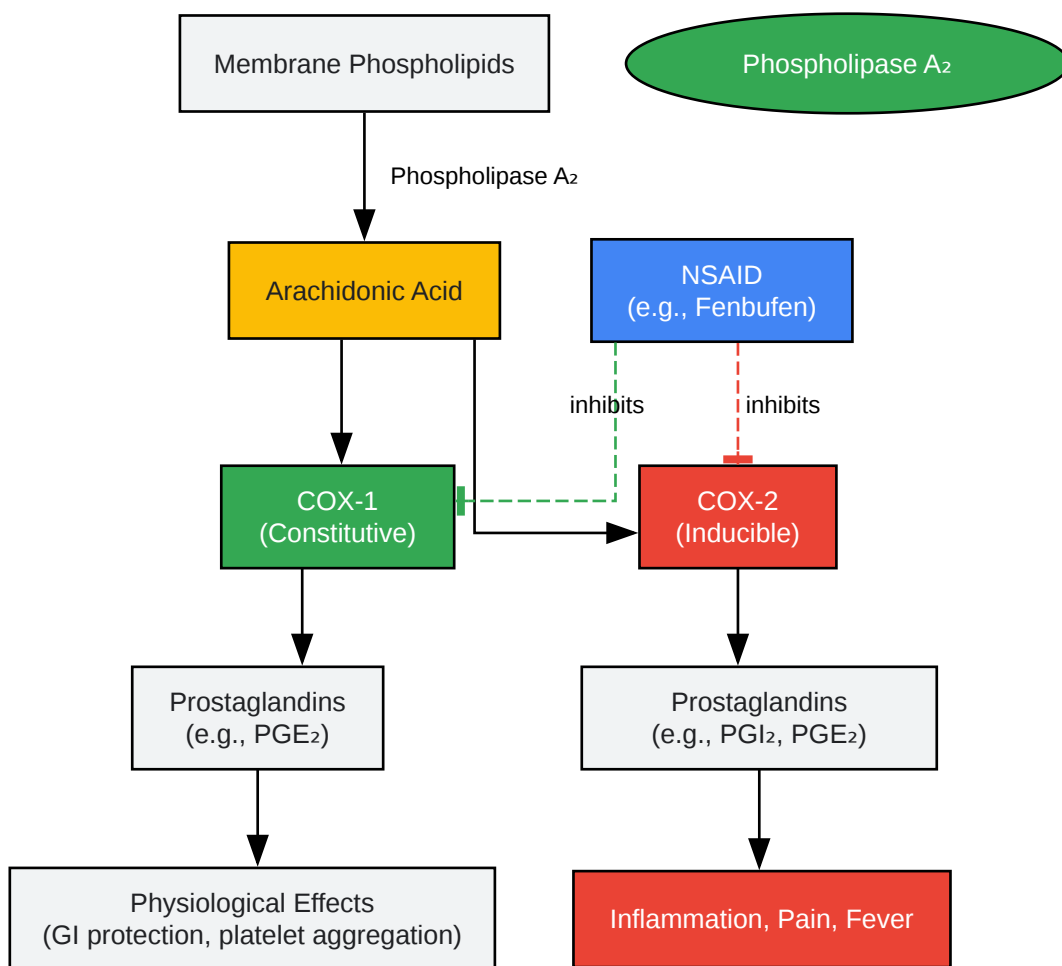 Membrane Phospholipids
Phospholipase A₂
Phospholipase A₂
Arachidonic Acid
NSAID
(e.g., Fenbufen)
inhibits
inhibits
COX-1
(Constitutive)
COX-2
(Inducible)
Prostaglandins
(e.g., PGE₂)
Prostaglandins
(e.g., PGI₂, PGE₂)
Physiological Effects
(GI protection, platelet aggregation)
Inflammation, Pain, Fever